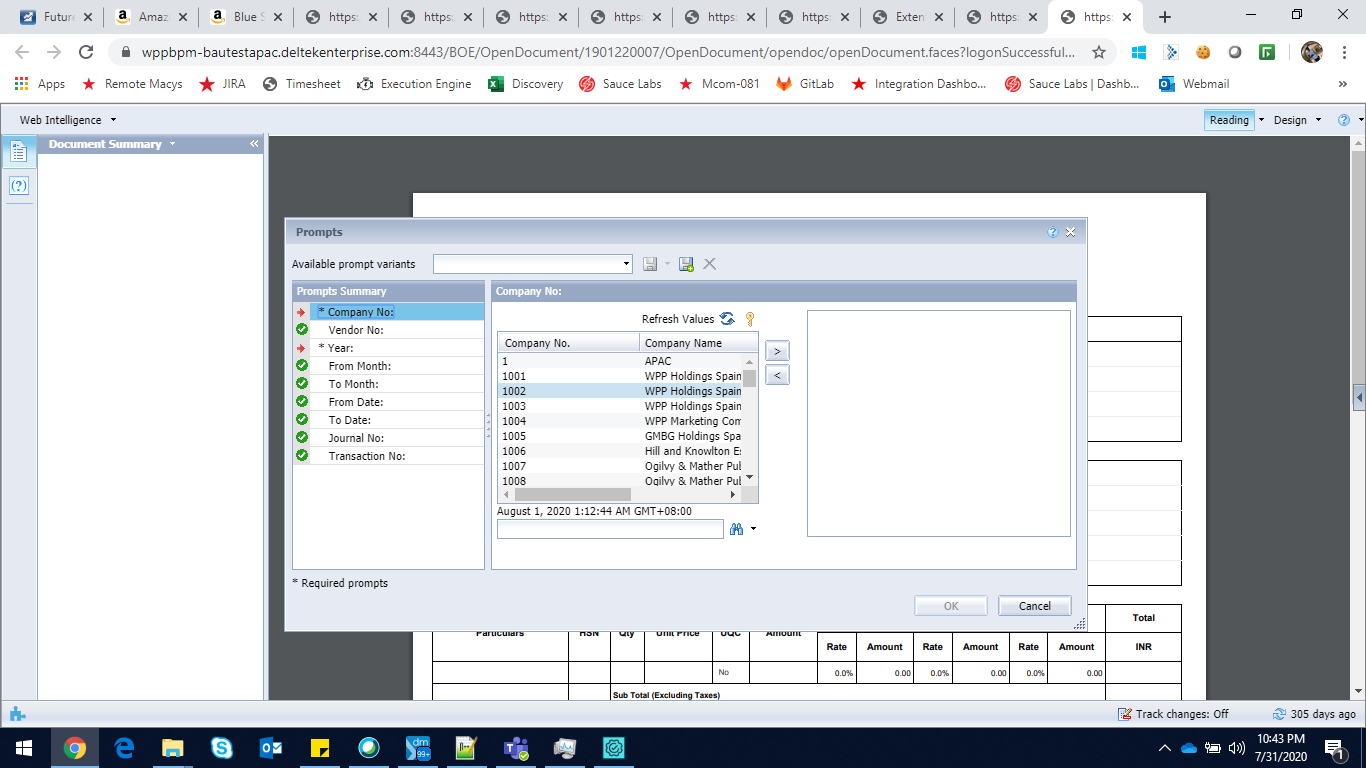 Future
Amaz
Blue S
https:
https:
https:
https:
https:
https:
Exten
https:
https:
wppbpm-bautestapac.deltekenterprise.com:8443/BOE/OpenDocument/1901220007/OpenDocument/opendoc/openDocument.faces?logonSuccessful...
Apps
Remote Macys
JIRA
Timesheet
Execution Engine
Discovery
Sauce Labs
Mcom-081
GitLab
Integration Dashbo...
Sauce Labs | Dashb...
Webmail
»
Web Intelligence
Reading
Design
Document Summary
«
Prompts
Available prompt variants
Prompts Summary
* Company No:
Vendor No:
* Year:
From Month:
To Month:
From Date:
To Date:
Journal No:
Transaction No:
Company No:
Refresh Values
Company No. Company Name
1 APAC
1001 WPP Holdings Spain
1002 WPP Holdings Spain
1003 WPP Holdings Spain
1004 WPP Marketing Com
1005 GMBG Holdings Spa
1006 Hill and Knowlton Es
1007 Ogilvy & Mather Pub
1008 Ogilvy & Mather Pub
>
<
August 1, 2020 1:12:44 AM GMT+08:00
* Required prompts
OK
Cancel
Total
Particulars HSN Qty Unit Price UQC Amount
Rate Amount Rate Amount Rate Amount INR
No 0.0% 0.00 0.0% 0.00 0.0% 0.00
Sub Total (Excluding Taxes)
Track changes: Off
305 days ago
dm
99+
10:43 PM
7/31/2020
1